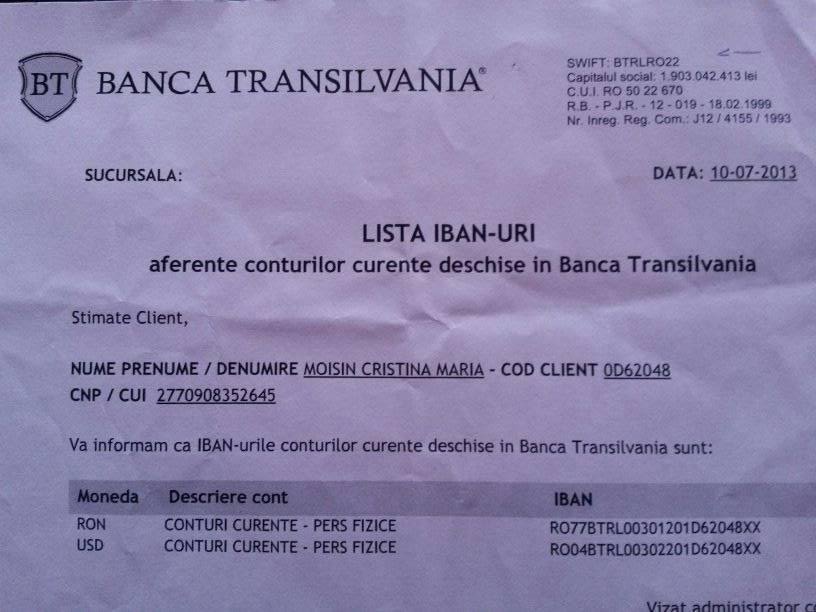 BT BANCA TRANSILVANIA®
SWIFT: BTRLRO22
Capitalul social: 1.903.042.413 lei
C.U.I. RO 50 22 670
R.B. - P.J.R. - 12 - 019 - 18.02.1999
Nr. Inreg. Reg. Com.: J12 / 4155 / 1993
SUCURSALA:
DATA: 10-07-2013
LISTA IBAN-URI
aferente conturilor curente deschise in Banca Transilvania
Stimate Client,
NUME PRENUME / DENUMIRE MOISIN CRISTINA MARIA - COD CLIENT 0D62048
CNP / CUI 2770908352645
Va informam ca IBAN-urile conturilor curente deschise in Banca Transilvania sunt:
Moneda Descriere cont IBAN
RON CONTURI CURENTE - PERS FIZICE RO77BTRL00301201D62048XX
USD CONTURI CURENTE - PERS FIZICE RO04BTRL00302201D62048XX
Vizat administrator